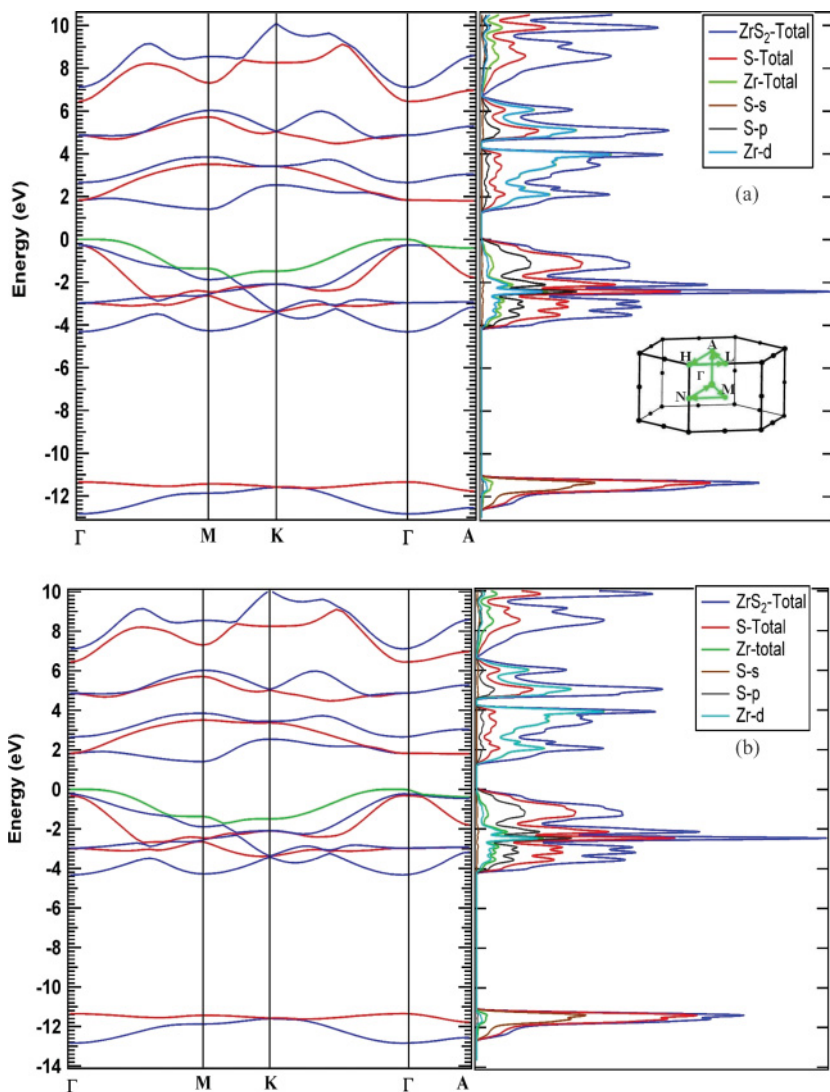 10
8
6
4
2
0
-2
-4
-6
-8
-10
-12
Energy (eV)
Γ M K Γ A
ZrS2-Total
S-Total
Zr-Total
S-s
S-p
Zr-d
(a)
A
H L
Γ
N M
10
8
6
4
2
0
-2
-4
-6
-8
-10
-12
-14
Energy (eV)
Γ M K Γ A
ZrS2-Total
S-Total
Zr-total
S-s
S-p
Zr-d
(b)